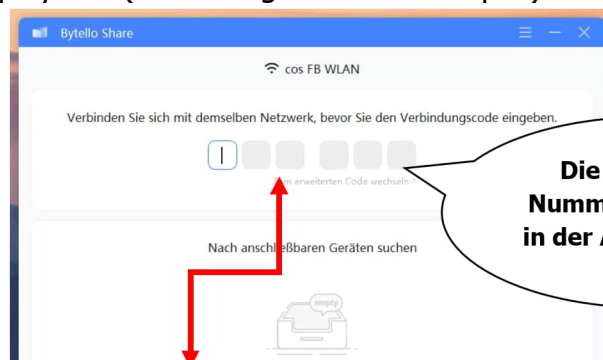 Bytello Share
cos FB WLAN
Verbinden Sie sich mit demselben Netzwerk, bevor Sie den Verbindungscode eingeben.
erweiterten Code wechseln >
Die
in der
Nach anschließbaren Geräten suchen
empty